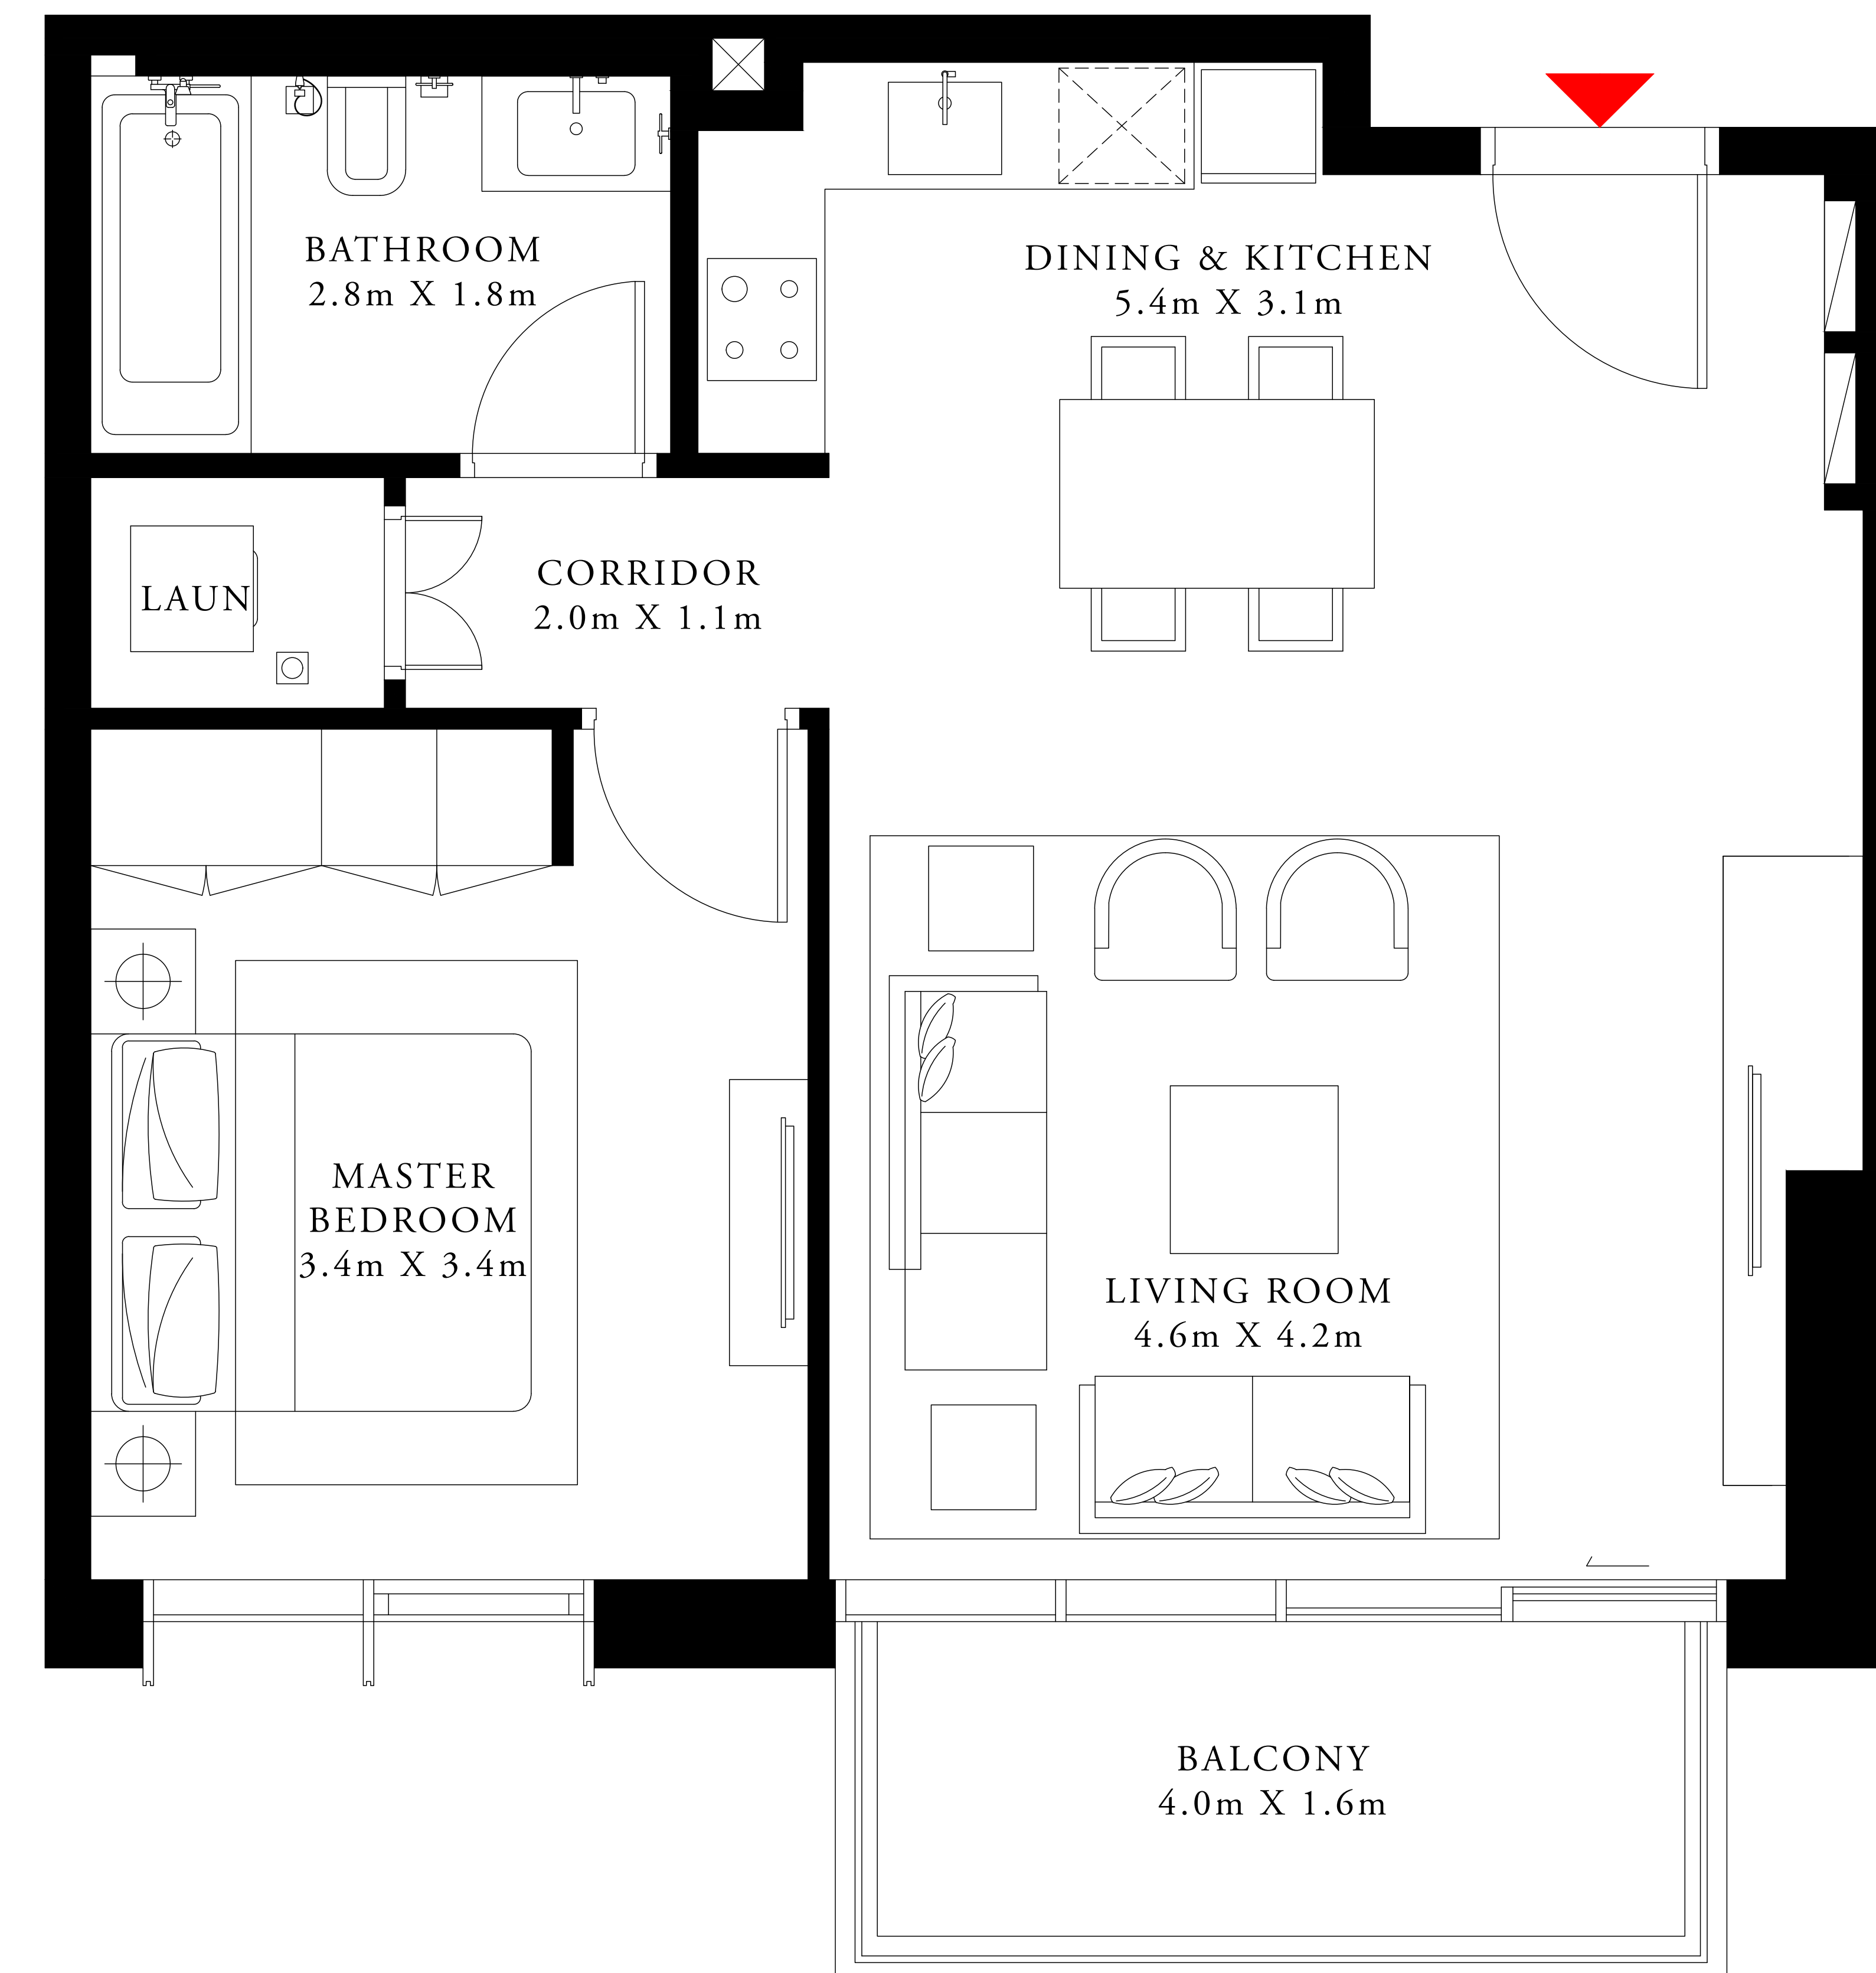 BATHROOM
2.8m X 1.8m
DINING & KITCHEN
5.4m X 3.1m
CORRIDOR
2.0m X 1.1m
LAUN
MASTER
BEDROOM
3.4m X 3.4m
LIVING ROOM
4.6m X 4.2m
BALCONY
4.0m X 1.6m